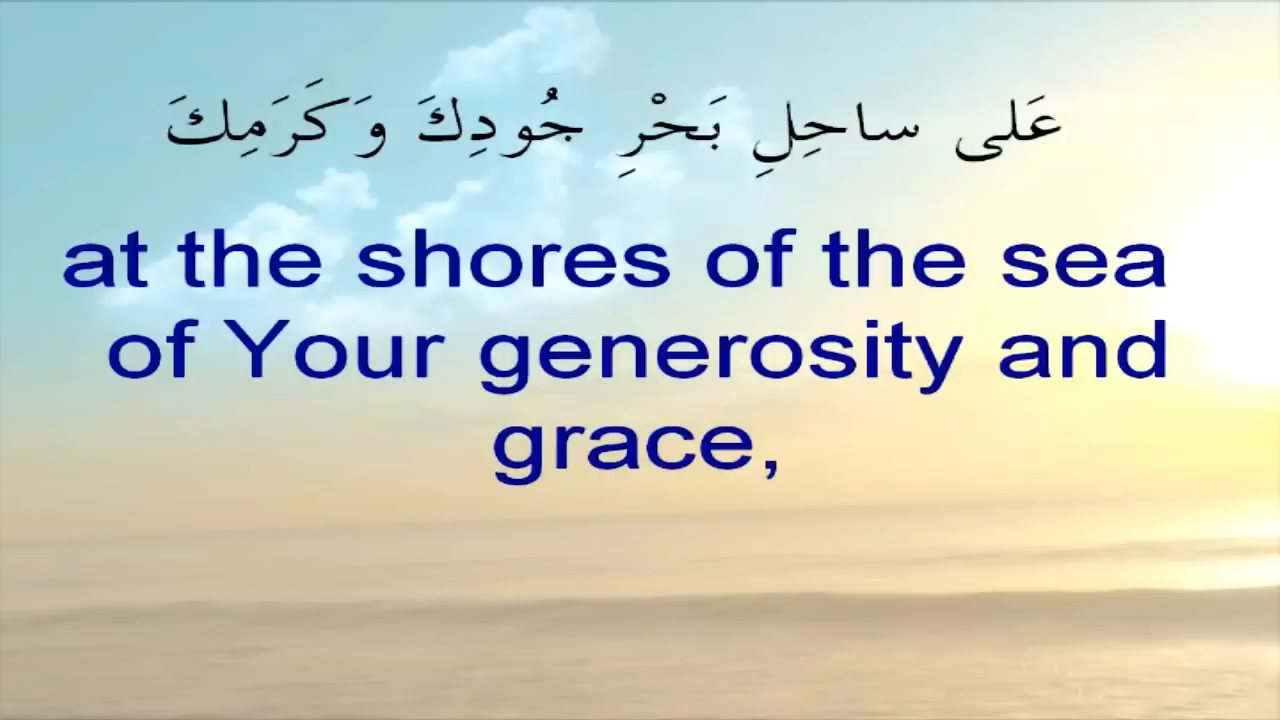 عَلى ساحِلِ بَحْرِ جُودِكَ وَكَرَمِكَ
at the shores of the sea
of Your generosity and
grace,